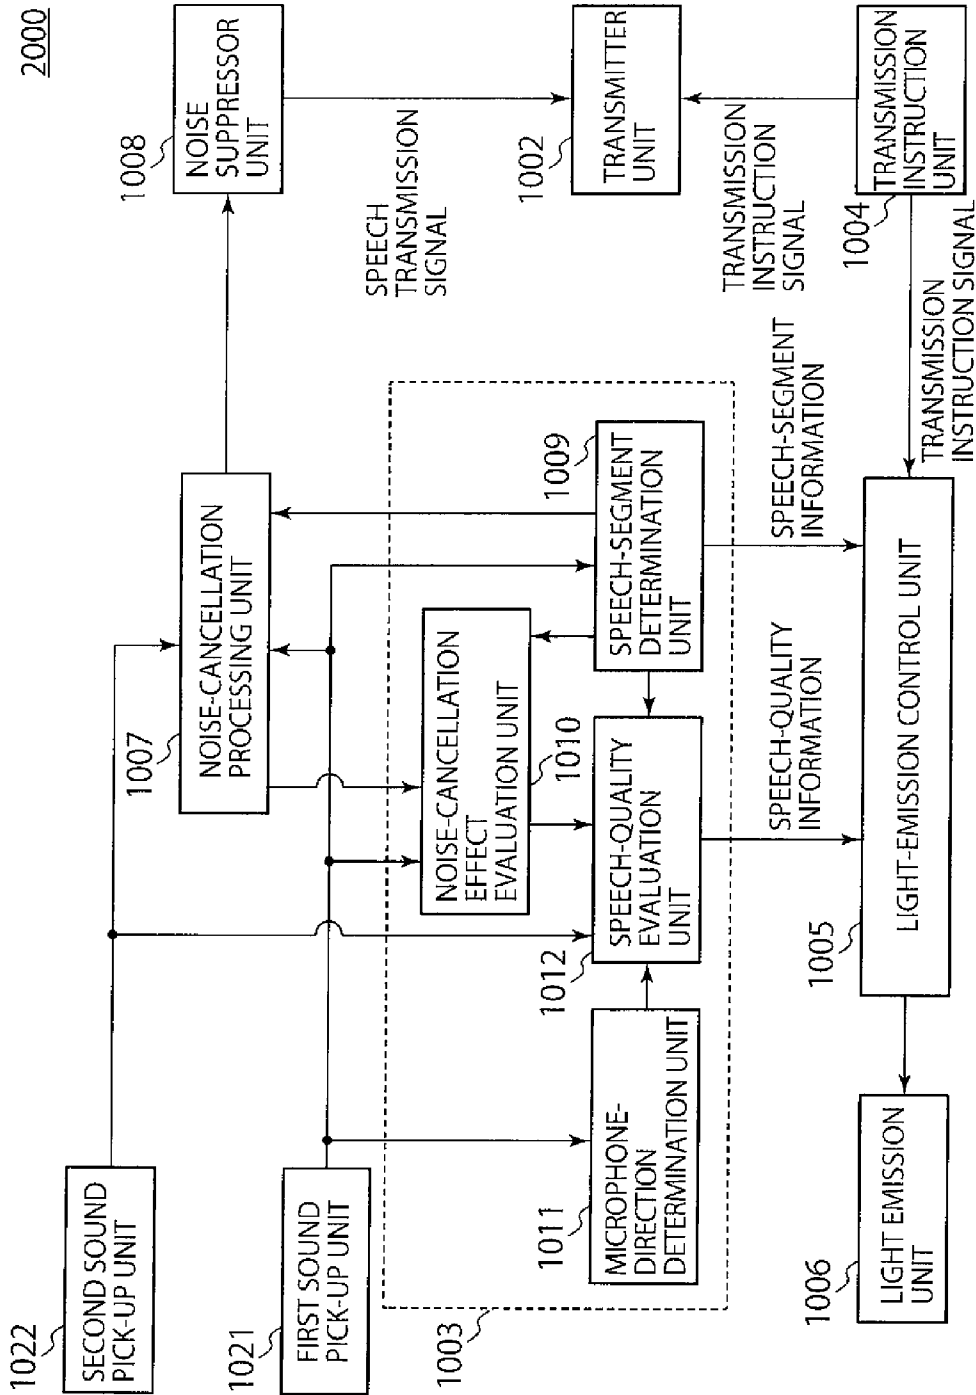 2000
1022
SECOND SOUND
PICK-UP UNIT
1007
NOISE-CANCELLATION
PROCESSING UNIT
1008
NOISE
SUPPRESSOR
UNIT
1021
FIRST SOUND
PICK-UP UNIT
SPEECH
TRANSMISSION
SIGNAL
1003
NOISE-CANCELLATION
EFFECT
EVALUATION UNIT
1010
1009
SPEECH-SEGMENT
DETERMINATION
UNIT
1002
TRANSMITTER
UNIT
1011
MICROPHONE-
DIRECTION
DETERMINATION UNIT
1012
SPEECH-QUALITY
EVALUATION
UNIT
TRANSMISSION
INSTRUCTION
SIGNAL
SPEECH-QUALITY
INFORMATION
SPEECH-SEGMENT
INFORMATION
1004
TRANSMISSION
INSTRUCTION
UNIT
1006
LIGHT EMISSION
UNIT
1005
LIGHT-EMISSION CONTROL UNIT
TRANSMISSION
INSTRUCTION SIGNAL